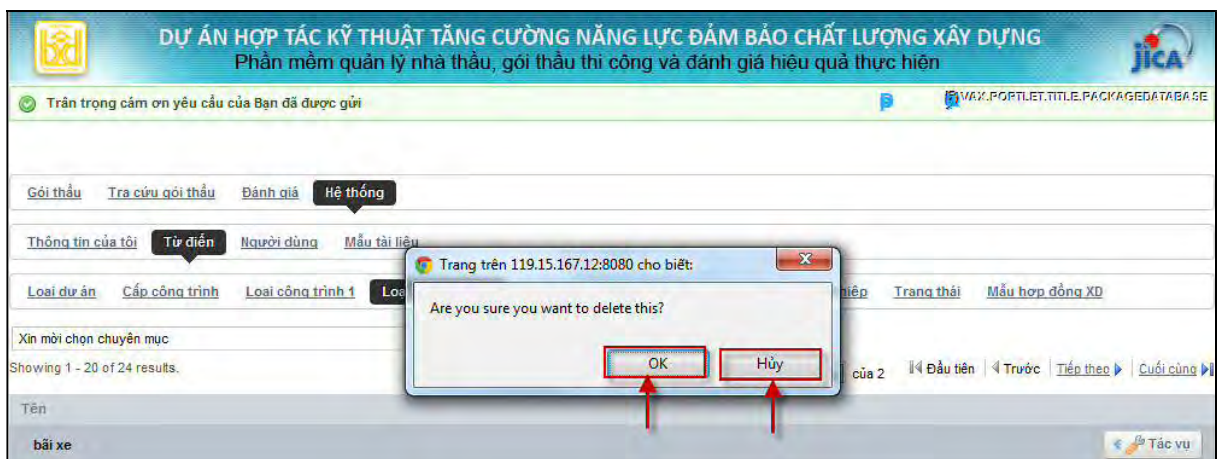 bxd
DỰ ÁN HỢP TÁC KỸ THUẬT TĂNG CƯỜNG NĂNG LỰC ĐẢM BẢO CHẤT LƯỢNG XÂY DỰNG
Phần mềm quản lý nhà thầu, gói thầu thi công và đánh giá hiệu quả thực hiện
jICA
Trân trọng cám ơn yêu cầu của Bạn đã được gửi
VAX.PORTLET.TITLE.PACKAGEDATABASE
Gói thầu Tra cứu gói thầu Đánh giá Hệ thống
Thông tin của tôi Từ điển Người dùng Mẫu tài liệu
Trang trên 119.15.167.12:8080 cho biết:
Loại dự án Cấp công trình Loại công trình 1 Trạng thái Mẫu hợp đồng XD
Are you sure you want to delete this?
Xin mời chọn chuyên mục
OK Hủy
Showing 1 - 20 of 24 results. của 2 Đầu tiên Trước Tiếp theo Cuối cùng
Tên
bãi xe Tác vụ